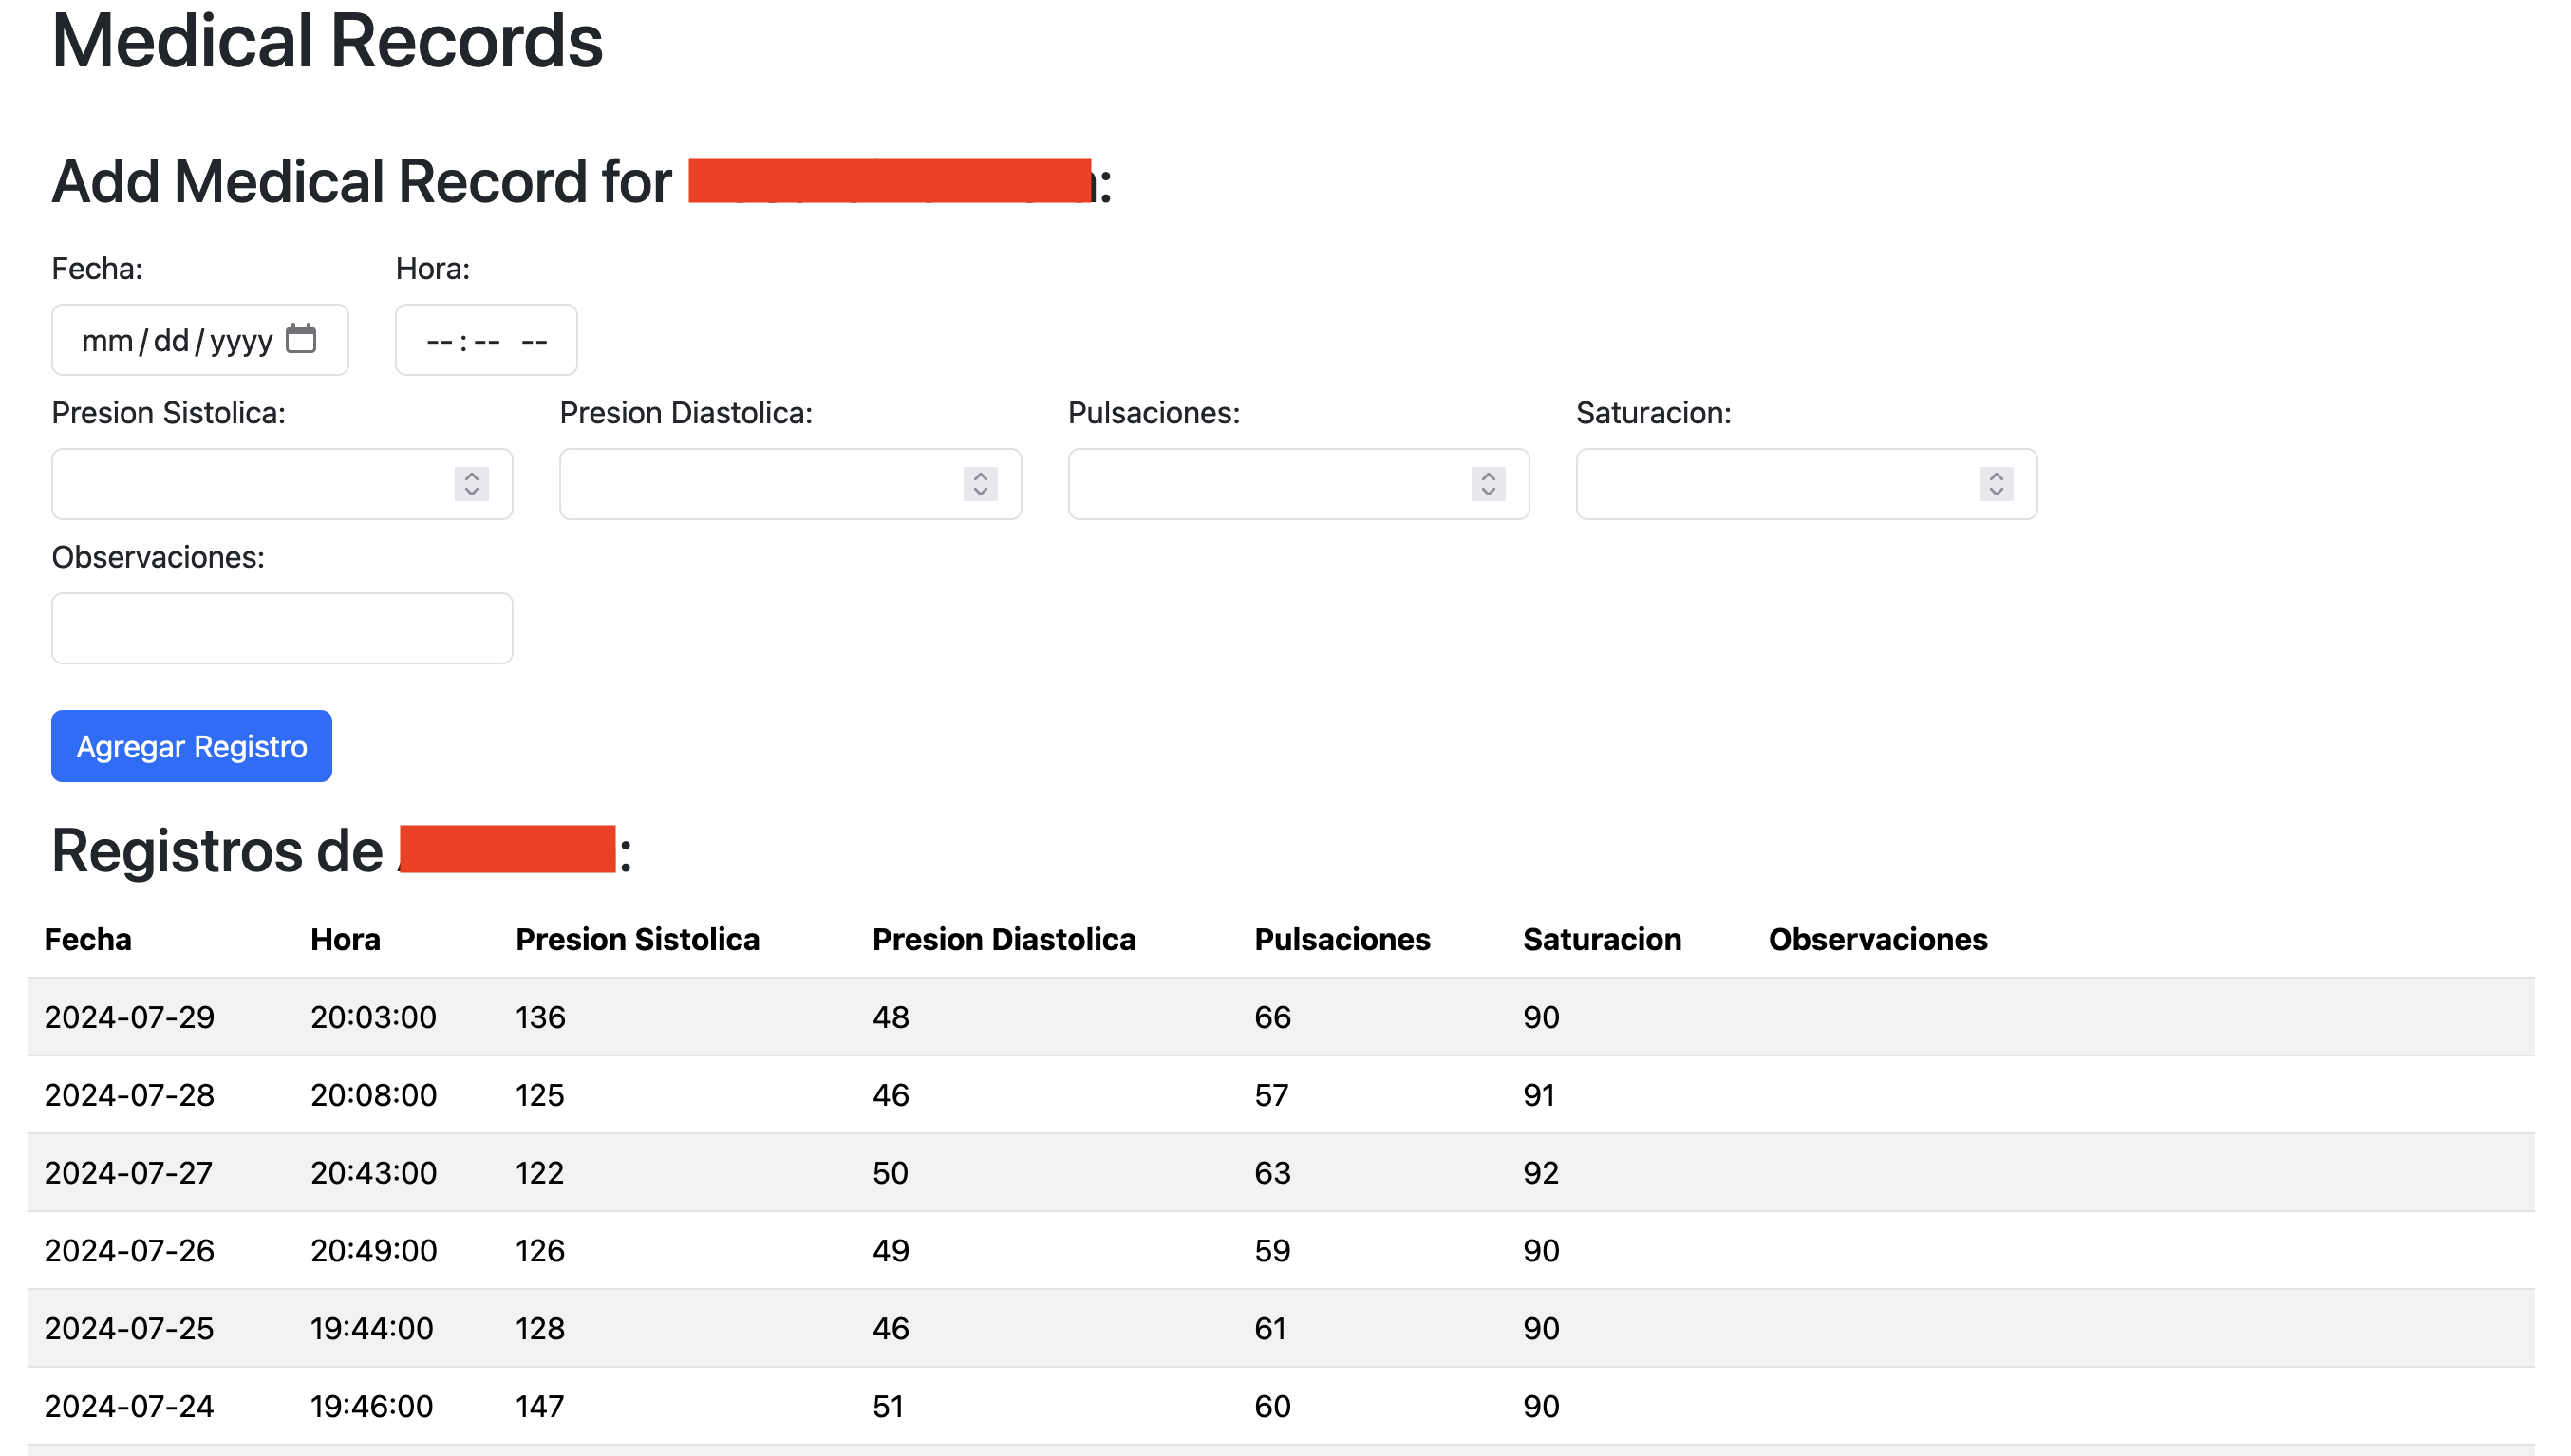 Medical Records
Add Medical Record for :
Fecha: Hora:
mm/dd/yyyy --:-- --
Presion Sistolica: Presion Diastolica: Pulsaciones: Saturacion:
Observaciones:
Agregar Registro
Registros de :
Fecha Hora Presion Sistolica Presion Diastolica Pulsaciones Saturacion Observaciones
2024-07-29 20:03:00 136 48 66 90
2024-07-28 20:08:00 125 46 57 91
2024-07-27 20:43:00 122 50 63 92
2024-07-26 20:49:00 126 49 59 90
2024-07-25 19:44:00 128 46 61 90
2024-07-24 19:46:00 147 51 60 90